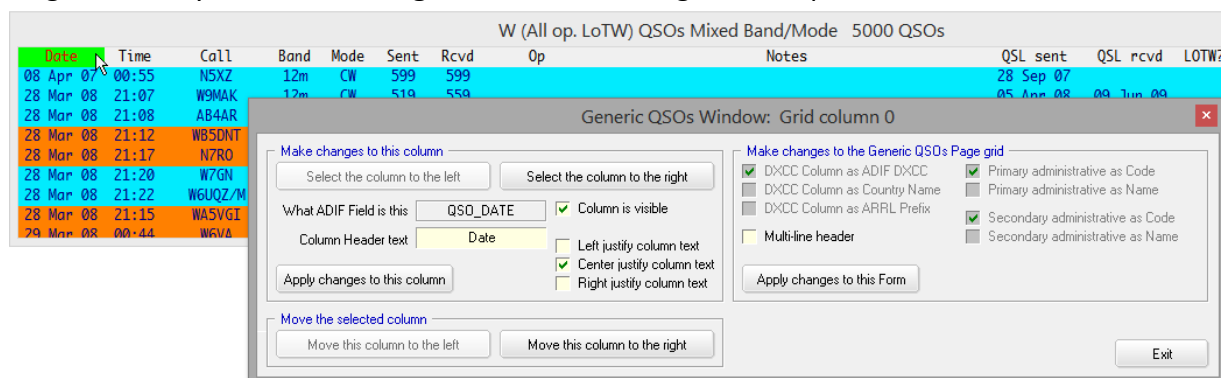 W (All op. LoTW) QSOs Mixed Band/Mode 5000 QSOs
Date Time Call Band Mode Sent Rcvd Op Notes QSL sent QSL rcvd LOTW?
08 Apr 07 00:55 N5XZ 12m CW 599 599 28 Sep 07
28 Mar 08 21:07 W9MAK 12m CW 519 559 05 Apr 08 09 Jun 09
28 Mar 08 21:08 AB4AR
28 Mar 08 21:12 WB5DNT
28 Mar 08 21:17 N7RO
28 Mar 08 21:20 W7GN
28 Mar 08 21:22 W6UQZ/M
28 Mar 08 21:15 WA5VGI
29 Mar 08 00:44 W6VA
Generic QSOs Window: Grid column 0
Make changes to this column
Select the column to the left Select the column to the right
What ADIF Field is this QSO_DATE Column is visible
Column Header text Date
Left justify column text
Center justify column text
Right justify column text
Apply changes to this column
Move the selected column
Move this column to the left Move this column to the right
Make changes to the Generic QSOs Page grid
DXCC Column as ADIF DXCC Primary administrative as Code
DXCC Column as Country Name Primary administrative as Name
DXCC Column as ARRL Prefix
Secondary administrative as Code
Multi-line header Secondary administrative as Name
Apply changes to this Form
Exit